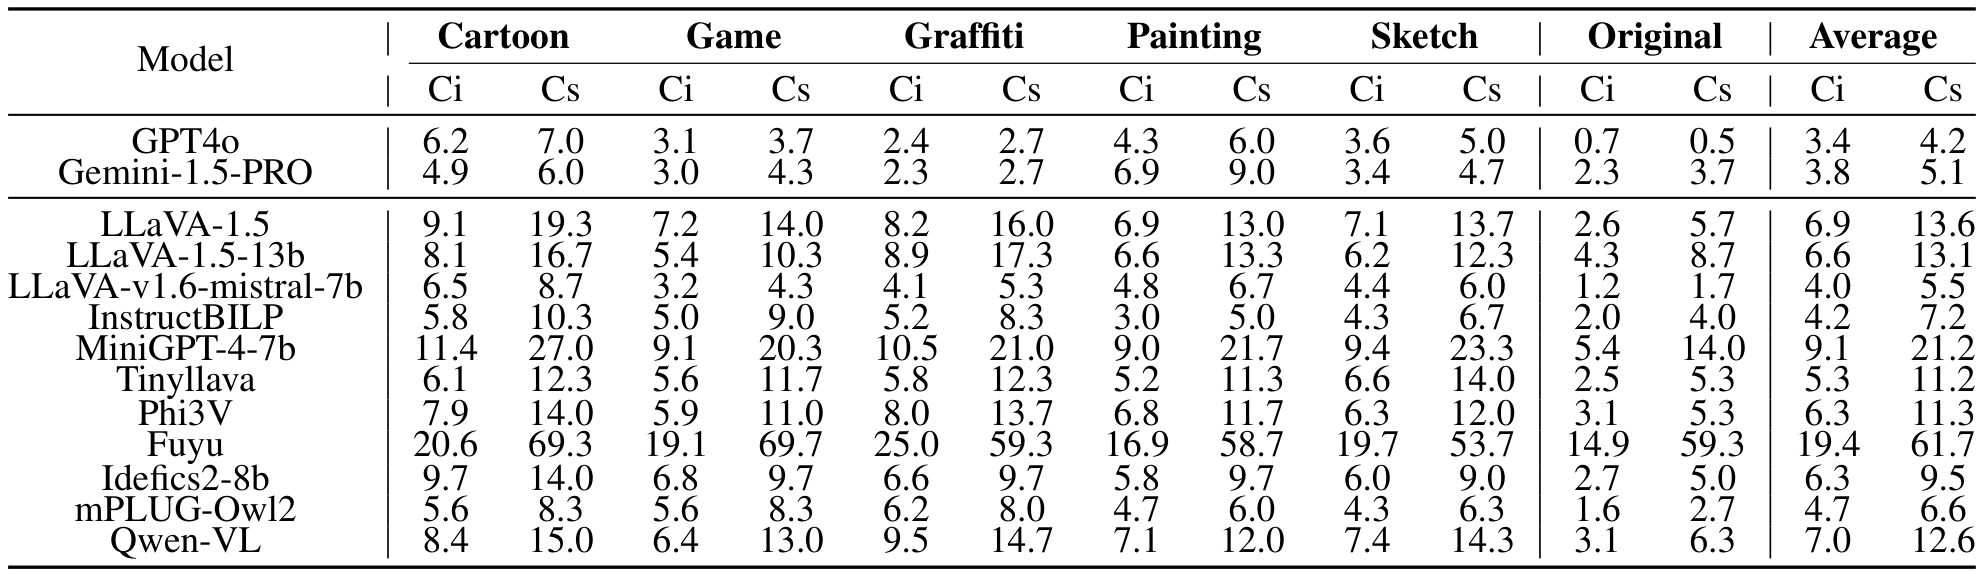 Model | Cartoon Game Graffiti Painting Sketch | Original | Average
| Ci Cs Ci Cs Ci Cs Ci Cs Ci Cs | Ci Cs | Ci Cs
GPT4o | 6.2 7.0 3.1 3.7 2.4 2.7 4.3 6.0 3.6 5.0 | 0.7 0.5 | 3.4 4.2
Gemini-1.5-PRO | 4.9 6.0 3.0 4.3 2.3 2.7 6.9 9.0 3.4 4.7 | 2.3 3.7 | 3.8 5.1
LLaVA-1.5 | 9.1 19.3 7.2 14.0 8.2 16.0 6.9 13.0 7.1 13.7 | 2.6 5.7 | 6.9 13.6
LLaVA-1.5-13b | 8.1 16.7 5.4 10.3 8.9 17.3 6.6 13.3 6.2 12.3 | 4.3 8.7 | 6.6 13.1
LLaVA-v1.6-mistral-7b | 6.5 8.7 3.2 4.3 4.1 5.3 4.8 6.7 4.4 6.0 | 1.2 1.7 | 4.0 5.5
InstructBILP | 5.8 10.3 5.0 9.0 5.2 8.3 3.0 5.0 4.3 6.7 | 2.0 4.0 | 4.2 7.2
MiniGPT-4-7b | 11.4 27.0 9.1 20.3 10.5 21.0 9.0 21.7 9.4 23.3 | 5.4 14.0 | 9.1 21.2
Tinyllava | 6.1 12.3 5.6 11.7 5.8 12.3 5.2 11.3 6.6 14.0 | 2.5 5.3 | 5.3 11.2
Phi3V | 7.9 14.0 5.9 11.0 8.0 13.7 6.8 11.7 6.3 12.0 | 3.1 5.3 | 6.3 11.3
Fuyu | 20.6 69.3 19.1 69.7 25.0 59.3 16.9 58.7 19.7 53.7 | 14.9 59.3 | 19.4 61.7
Idefics2-8b | 9.7 14.0 6.8 9.7 6.6 9.7 5.8 9.7 6.0 9.0 | 2.7 5.0 | 6.3 9.5
mPLUG-Owl2 | 5.6 8.3 5.6 8.3 6.2 8.0 4.7 6.0 4.3 6.3 | 1.6 2.7 | 4.7 6.6
Qwen-VL | 8.4 15.0 6.4 13.0 9.5 14.7 7.1 12.0 7.4 14.3 | 3.1 6.3 | 7.0 12.6